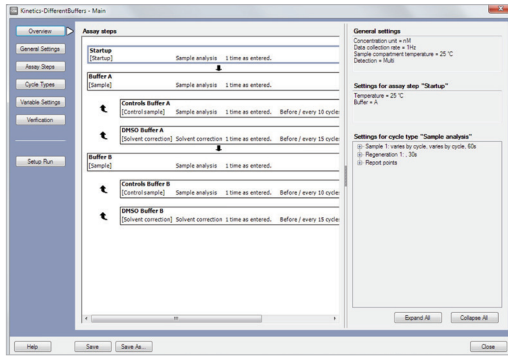 Kinetics-DifferentBuffers - Main
Overview
General Settings
Assay Steps
Cycle Types
Variable Settings
Verification
Setup Run
Assay steps
Startup
[Startup] Sample analysis 1 time as entered.
Buffer A
[Sample] Sample analysis 1 time as entered.
Controls Buffer A
[Control sample] Sample analysis 1 time as entered. Before / every 10 cycle
DMSO Buffer A
[Solvent correction] Solvent correction 1 time as entered. Before / every 15 cycle
Buffer B
[Sample] Sample analysis 1 time as entered.
Controls Buffer B
[Control sample] Sample analysis 1 time as entered. Before / every 10 cycle
DMSO Buffer B
[Solvent correction] Solvent correction 1 time as entered. Before / every 15 cycle
General settings
Concentration unit = nM
Data collection rate = 1Hz
Sample compartment temperature = 25 °C
Detection = Multi
Settings for assay step "Startup"
Temperature = 25 °C
Buffer = A
Settings for cycle type "Sample analysis"
Sample 1: varies by cycle, varies by cycle, 60s
Regeneration 1: , 30s
Report points
Expand All
Collapse All
Help
Save
Save As...
Close